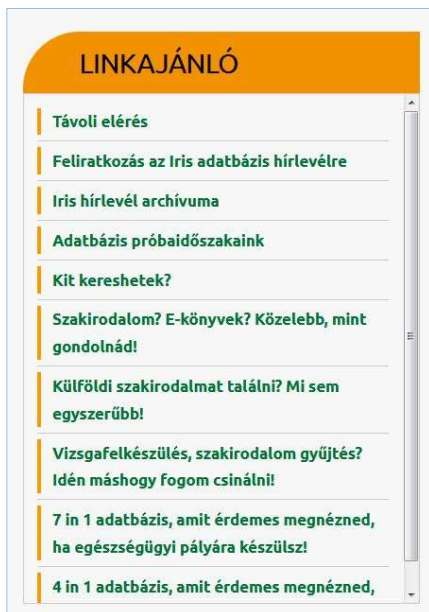 LINKAJÁNLÓ
Távoli elérés
Feliratkozás az Iris adatbázis hírlevélre
Iris hírlevél archívuma
Adatbázis próbaidőszakaink
Kit kereshetek?
Szakirodalom? E-könyvek? Közelebb, mint
gondolnád!
Külföldi szakirodalmat találni? Mi sem
egyszerűbb!
Vizsgafelkészülés, szakirodalom gyűjtés?
Idén máshogy fogom csinálni!
7 in 1 adatbázis, amit érdemes megnézned,
ha egészségügyi pályára készülsz!
4 in 1 adatbázis, amit érdemes megnézned,